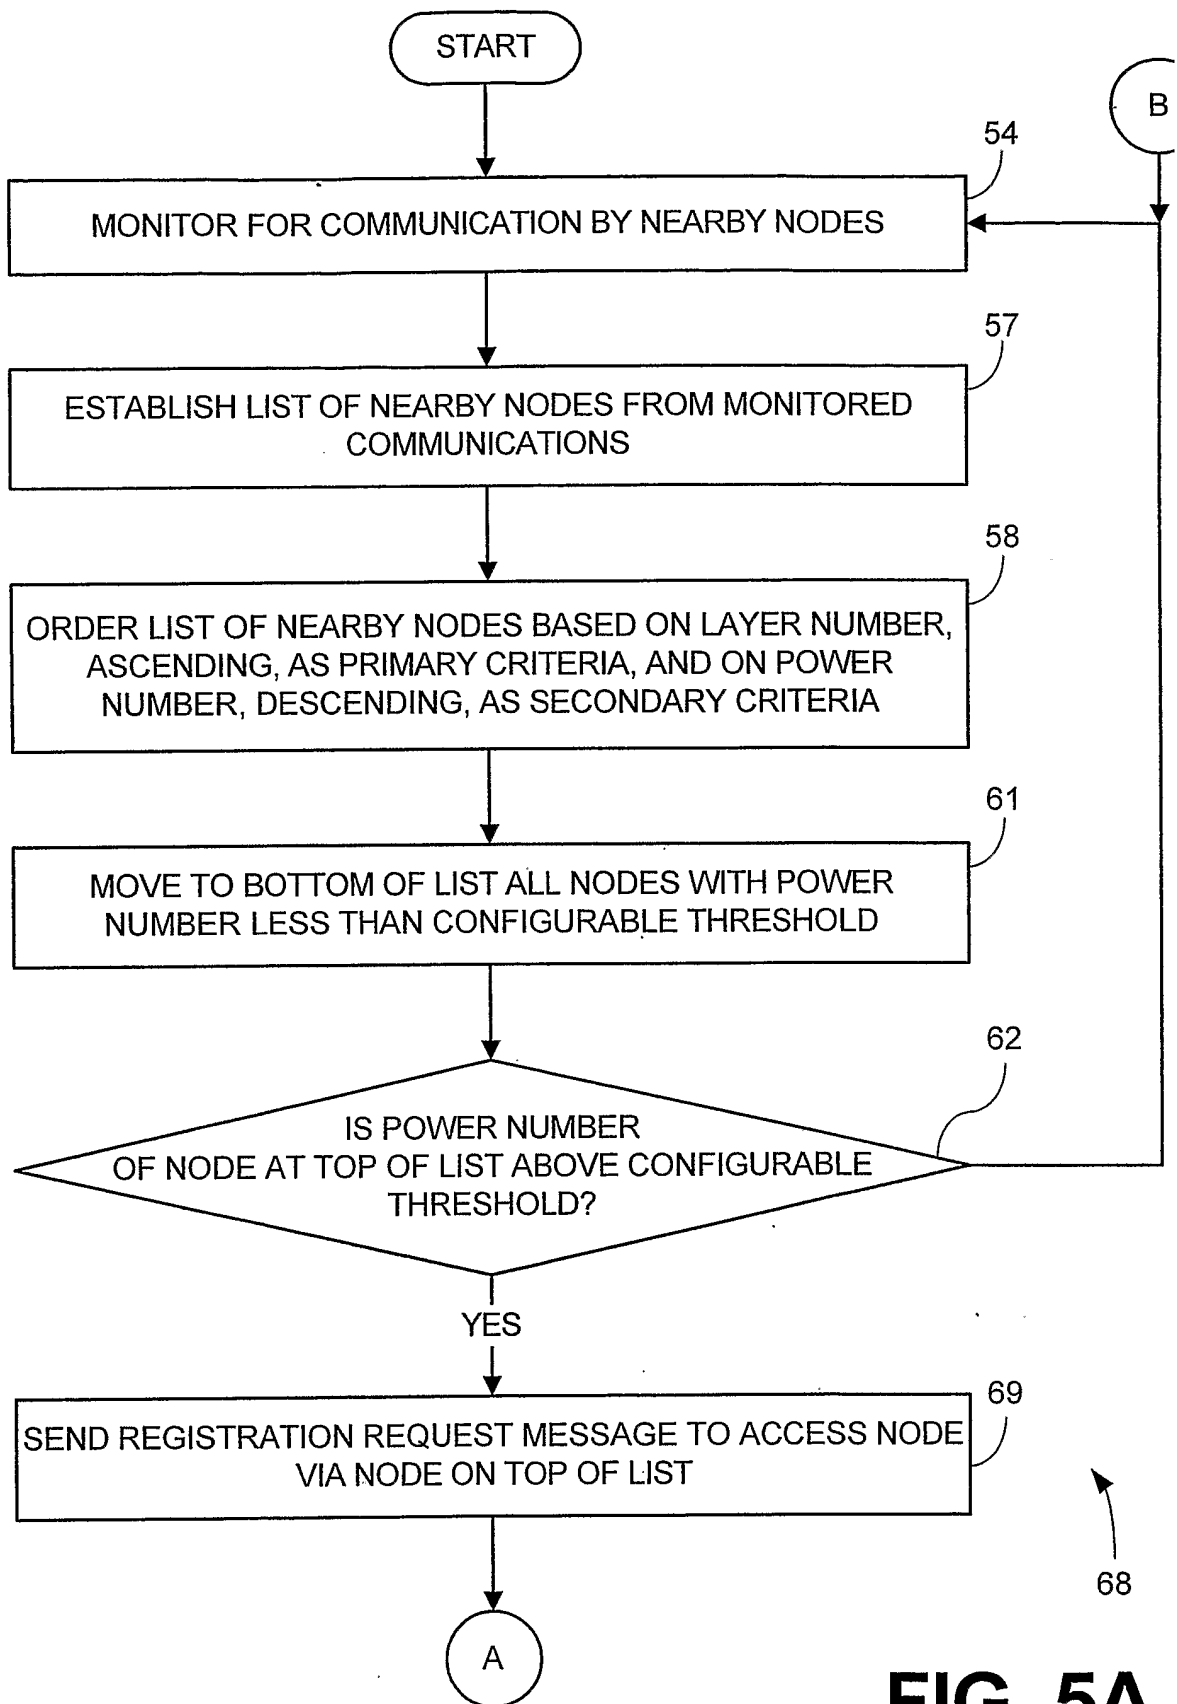 START
B
54
MONITOR FOR COMMUNICATION BY NEARBY NODES
57
ESTABLISH LIST OF NEARBY NODES FROM MONITORED
COMMUNICATIONS
58
ORDER LIST OF NEARBY NODES BASED ON LAYER NUMBER,
ASCENDING, AS PRIMARY CRITERIA, AND ON POWER
NUMBER, DESCENDING, AS SECONDARY CRITERIA
61
MOVE TO BOTTOM OF LIST ALL NODES WITH POWER
NUMBER LESS THAN CONFIGURABLE THRESHOLD
62
IS POWER NUMBER
OF NODE AT TOP OF LIST ABOVE CONFIGURABLE
THRESHOLD?
YES
69
SEND REGISTRATION REQUEST MESSAGE TO ACCESS NODE
VIA NODE ON TOP OF LIST
68
A
FIG. 5A